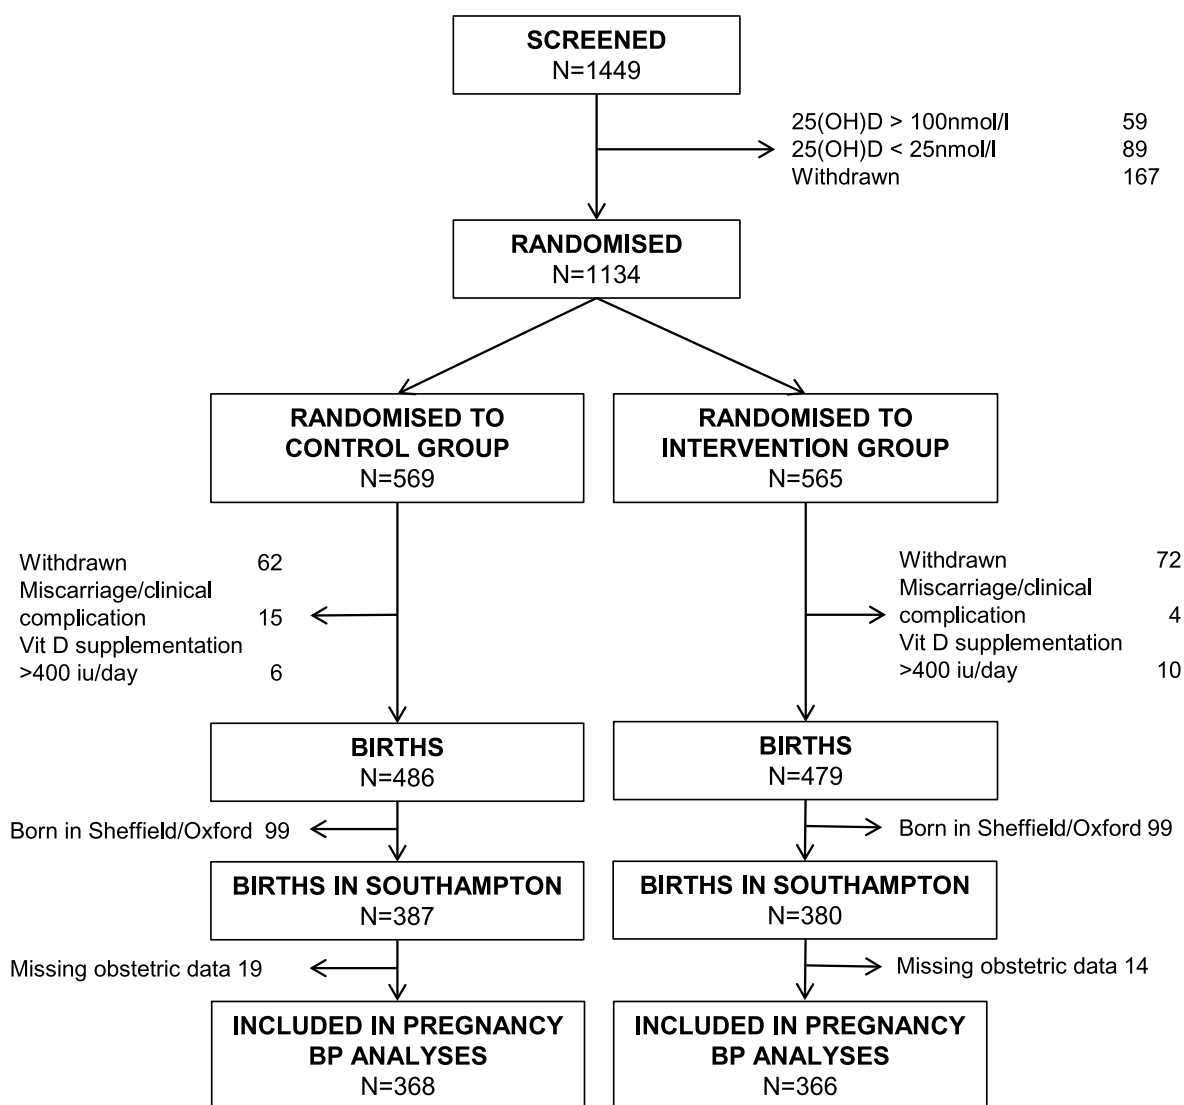 SCREENED
N=1449
25(OH)D > 100nmol/l 59
25(OH)D < 25nmol/l 89
Withdrawn 167
RANDOMISED
N=1134
RANDOMISED TO
CONTROL GROUP
N=569
RANDOMISED TO
INTERVENTION GROUP
N=565
Withdrawn 62
Miscarriage/clinical
complication 15
Vit D supplementation
>400 iu/day 6
Withdrawn 72
Miscarriage/clinical
complication 4
Vit D supplementation
>400 iu/day 10
BIRTHS
N=486
BIRTHS
N=479
Born in Sheffield/Oxford 99
Born in Sheffield/Oxford 99
BIRTHS IN SOUTHAMPTON
N=387
BIRTHS IN SOUTHAMPTON
N=380
Missing obstetric data 19
Missing obstetric data 14
INCLUDED IN PREGNANCY
BP ANALYSES
N=368
INCLUDED IN PREGNANCY
BP ANALYSES
N=366